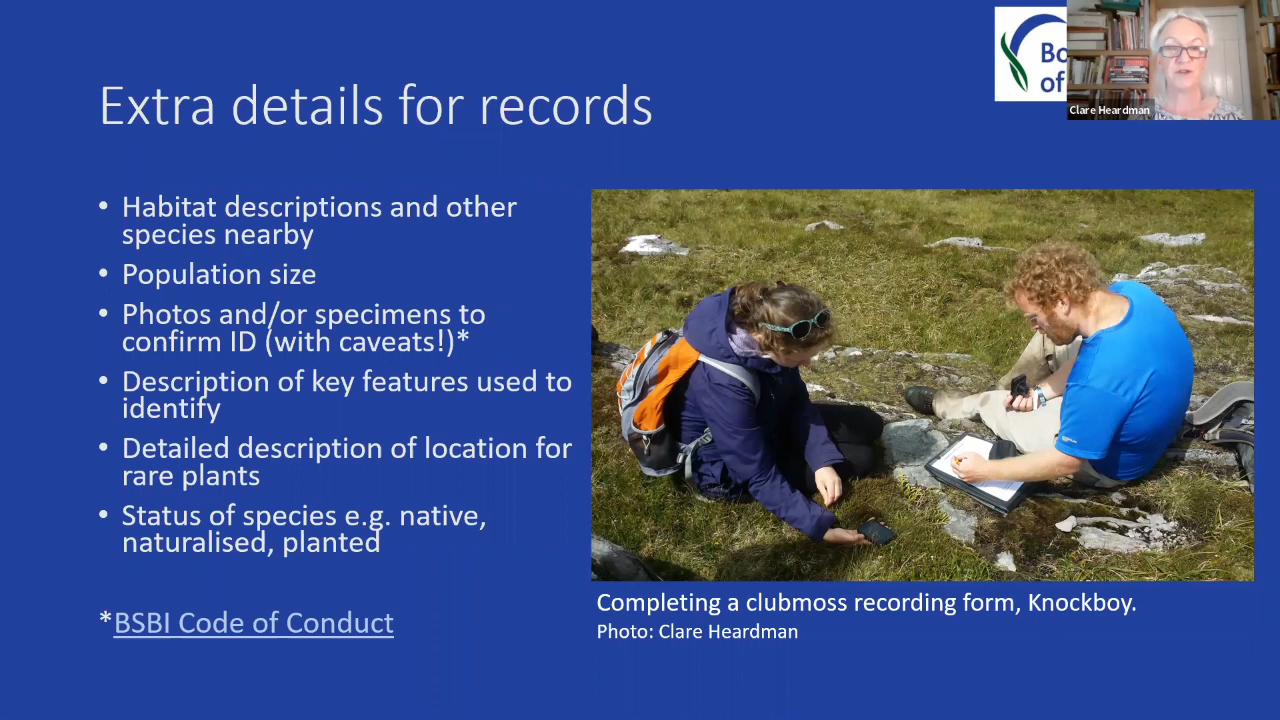 Extra details for records
Bo
of
Clare Heardman
• Habitat descriptions and other
species nearby
• Population size
• Photos and/or specimens to
confirm ID (with caveats!)*
• Description of key features used to
identify
• Detailed description of location for
rare plants
• Status of species e.g. native,
naturalised, planted
*BSBI Code of Conduct
Completing a clubmoss recording form, Knockboy.
Photo: Clare Heardman